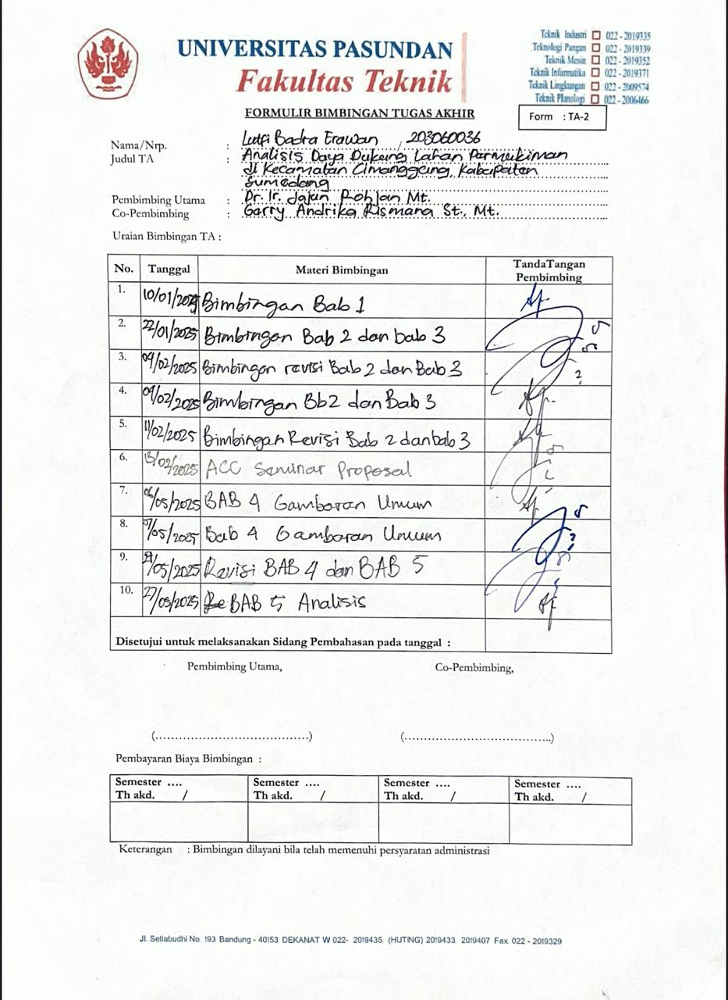 UNIVERSITAS PASUNDAN
Fakultas Teknik
Teknik Industri 022 - 2019335
Teknologi Pangan 022 - 2019339
Teknik Mesin 022 - 2019352
Teknik Informatika 022 - 2019371
Teknik Lingkungan 022 - 2009574
Teknik Planologi 022 - 2006466
FORMULIR BIMBINGAN TUGAS AKHIR
Form : TA-2
Nama/Nrp. : Lutfi Badra Erawan , 203060036
Judul TA : Analisis Daya Dukung Lahan Permukiman
di Kecamatan Cimanggung, Kabupaten
Sumedang
Pembimbing Utama : Dr. Ir. Jajan Rohjan Mt.
Co-Pembimbing : Garry Andrika Rismana St., Mt.
Uraian Bimbingan TA :
No. Tanggal Materi Bimbingan TandaTangan
Pembimbing
1. 10/01/2025 Bimbingan Bab 1
2. 22/01/2025 Bimbingan Bab 2 dan bab 3
3. 04/02/2025 Bimbingan revisi Bab 2 dan Bab 3
4. 09/02/2025 Bimbingan Bb2 dan Bab 3
5. 11/02/2025 Bimbingan Revisi Bab 2 dan bab 3
6. 13/02/2025 ACC Seminar Proposal
7. 06/05/2025 BAB 4 Gambaran Umum
8. /05/2025 Bab 4 Gambaran Umum
9. /05/2025 Revisi BAB 4 dan BAB 5
10. 27/05/2025 BAB 5 Analisis
Disetujui untuk melaksanakan Sidang Pembahasan pada tanggal :
Pembimbing Utama, Co-Pembimbing,
(.......................................) (.......................................)
Pembayaran Biaya Bimbingan :
Semester .... Semester .... Semester .... Semester ....
Th akd. / Th akd. / Th akd. / Th akd. /
Keterangan : Bimbingan dilayani bila telah memenuhi persyaratan administrasi
Jl. Setiabudhi No. 193 Bandung - 40153 DEKANAT W 022- 2019435, (HUTING) 2019433, 2019407 Fax. 022 - 2019329